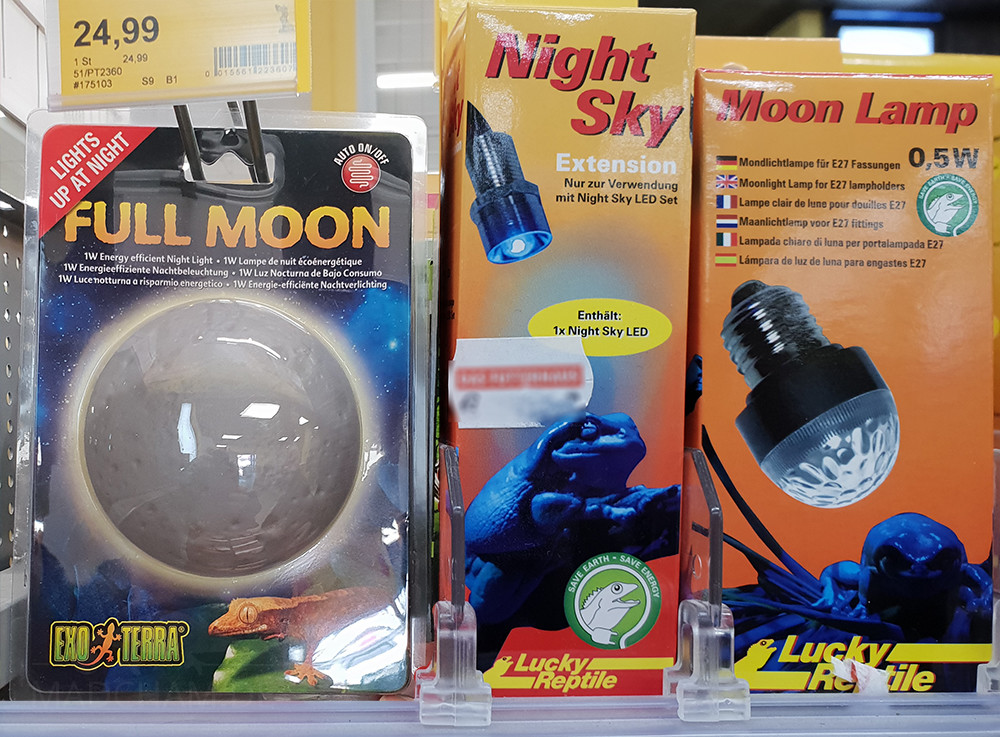 24,99
1 St 24,99
51/PT2360
#175103 S9 B1
LIGHTS
UP AT NIGHT
AUTO ON/OFF
FULL MOON
1W Energy efficient Night Light • 1W Lampe de nuit écoénergétique
1W Energieeffiziente Nachtbeleuchtung • 1W Luz Nocturna de Bajo Consumo
1W Luce notturna a risparmio energetico • 1W Energie-efficiënte Nachtverlichting
EXO TERRA
Night
Sky
Extension
Nur zur Verwendung
mit Night Sky LED Set
Enthält:
1x Night Sky LED
SAVE EARTH - SAVE ENERGY
Lucky
Reptile
Moon Lamp
0,5W
Mondlichtlampe für E27 Fassungen
Moonlight Lamp for E27 lampholders
Lampe clair de lune pour douilles E27
Maanlichtlamp voor E27 fittings
Lampada chiaro di luna per portalampada E27
Lámpara de luz de luna para engastes E27
SAVE EARTH - SAVE ENERGY
Lucky
Reptile